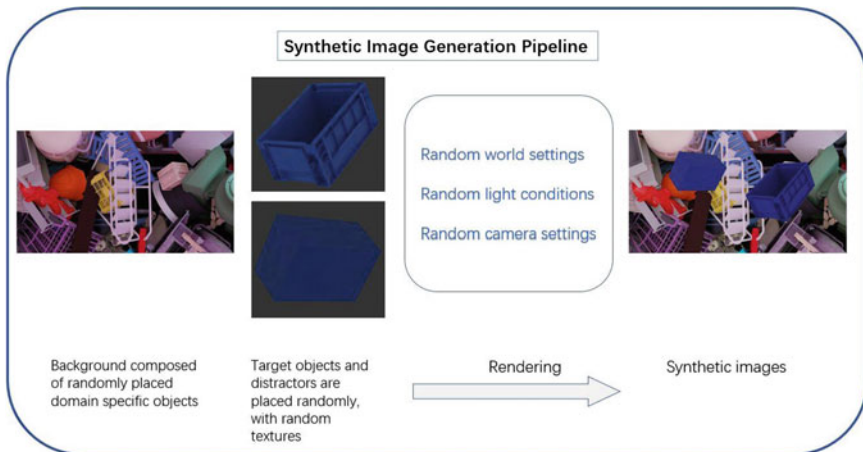 Synthetic Image Generation Pipeline
Random world settings
Random light conditions
Random camera settings
Background composed
of randomly placed
domain specific objects
Target objects and
distractors are
placed randomly,
with random
textures
Rendering
Synthetic images